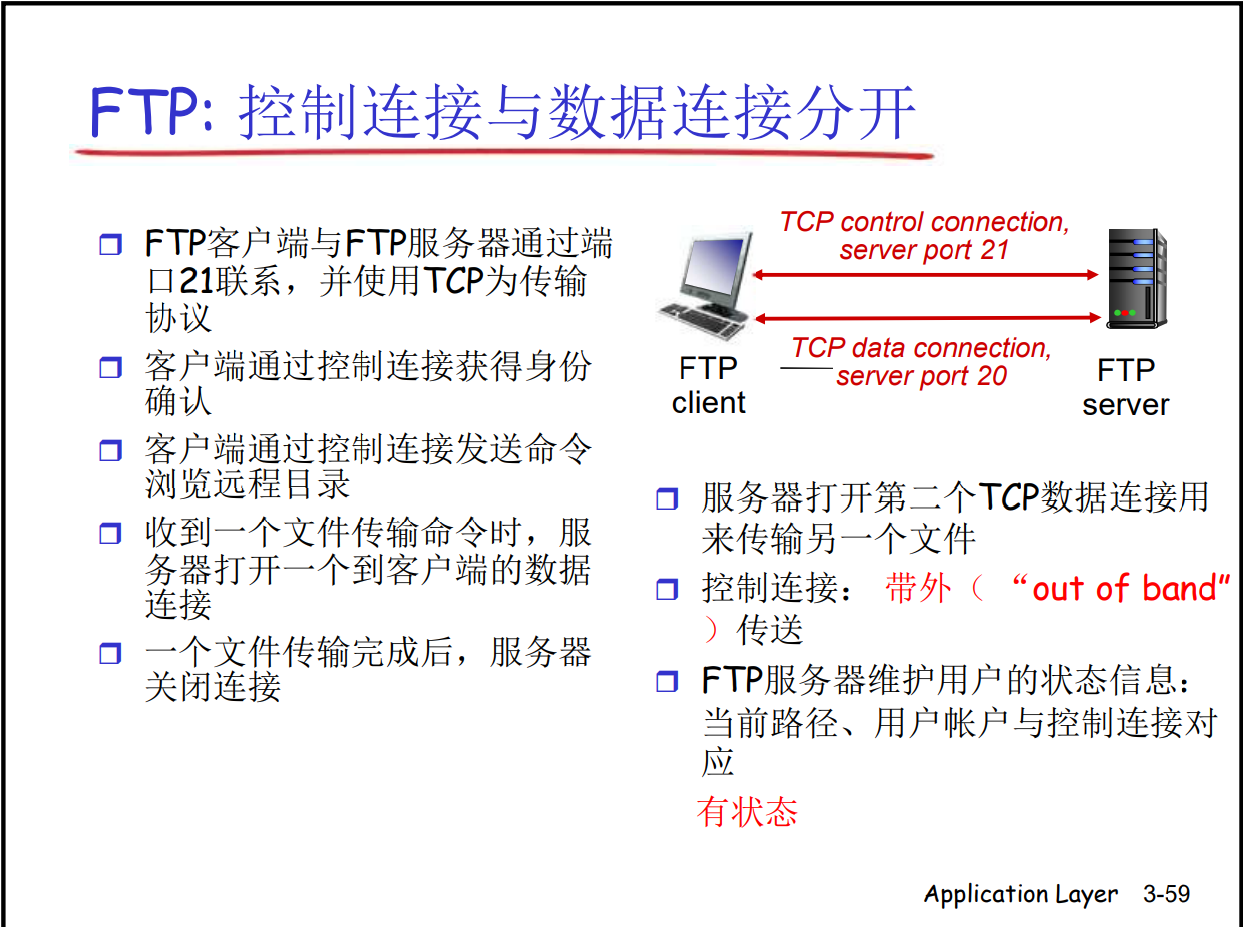 FTP: 控制连接与数据连接分开
FTP客户端与FTP服务器通过端
口21联系，并使用TCP为传输
协议
客户端通过控制连接获得身份
确认
客户端通过控制连接发送命令
浏览远程目录
收到一个文件传输命令时，服
务器打开一个到客户端的数据
连接
一个文件传输完成后，服务器
关闭连接
TCP control connection,
server port 21
TCP data connection,
server port 20
FTP
client
FTP
server
服务器打开第二个TCP数据连接用
来传输另一个文件
控制连接： 带外（ “out of band”
）传送
FTP服务器维护用户的状态信息：
当前路径、用户帐户与控制连接对
应
有状态
Application Layer 3-59